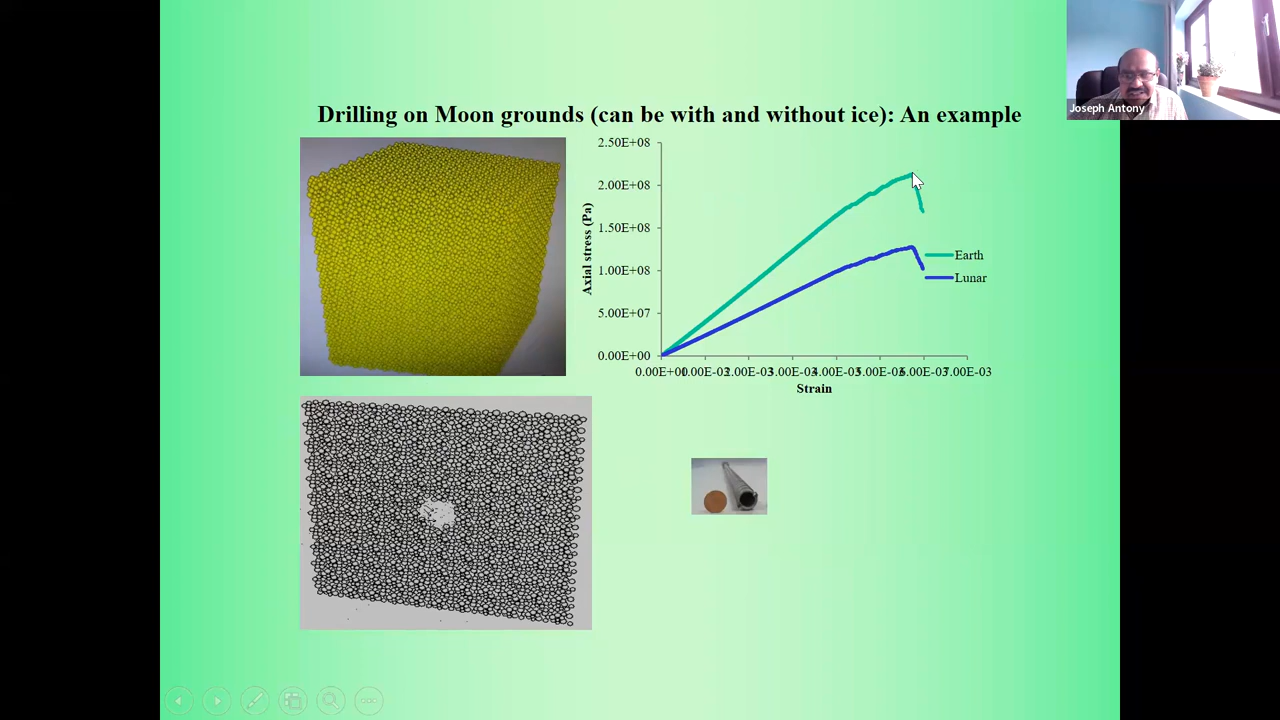 Joseph Antony
Drilling on Moon grounds (can be with and without ice): An example
2.50E+08
2.00E+08
1.50E+08
1.00E+08
5.00E+07
0.00E+00
Axial stress (Pa)
Earth
Lunar
0.00E+00 1.00E-03 2.00E-03 3.00E-03 4.00E-03 5.00E-03 6.00E-03 7.00E-03
Strain